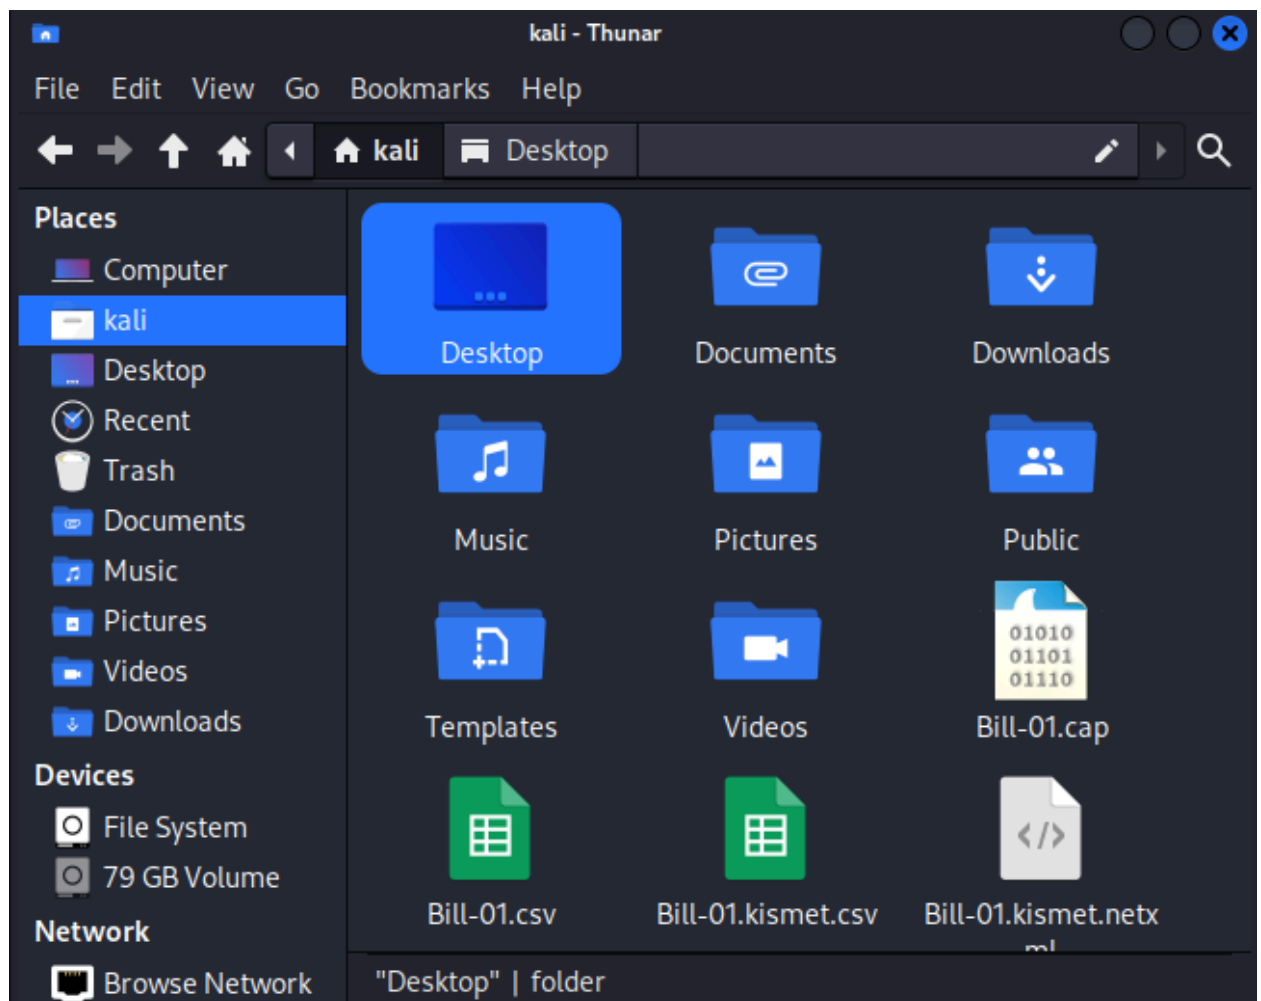 kali - Thunar
File Edit View Go Bookmarks Help
kali Desktop
Places
Computer
kali
Desktop
Recent
Trash
Documents
Music
Pictures
Videos
Downloads
Devices
File System
79 GB Volume
Network
Browse Network
Desktop Documents Downloads
Music Pictures Public
01010
01101
01110
Templates Videos Bill-01.cap
</>
Bill-01.csv Bill-01.kismet.csv Bill-01.kismet.netx
ml
"Desktop" | folder